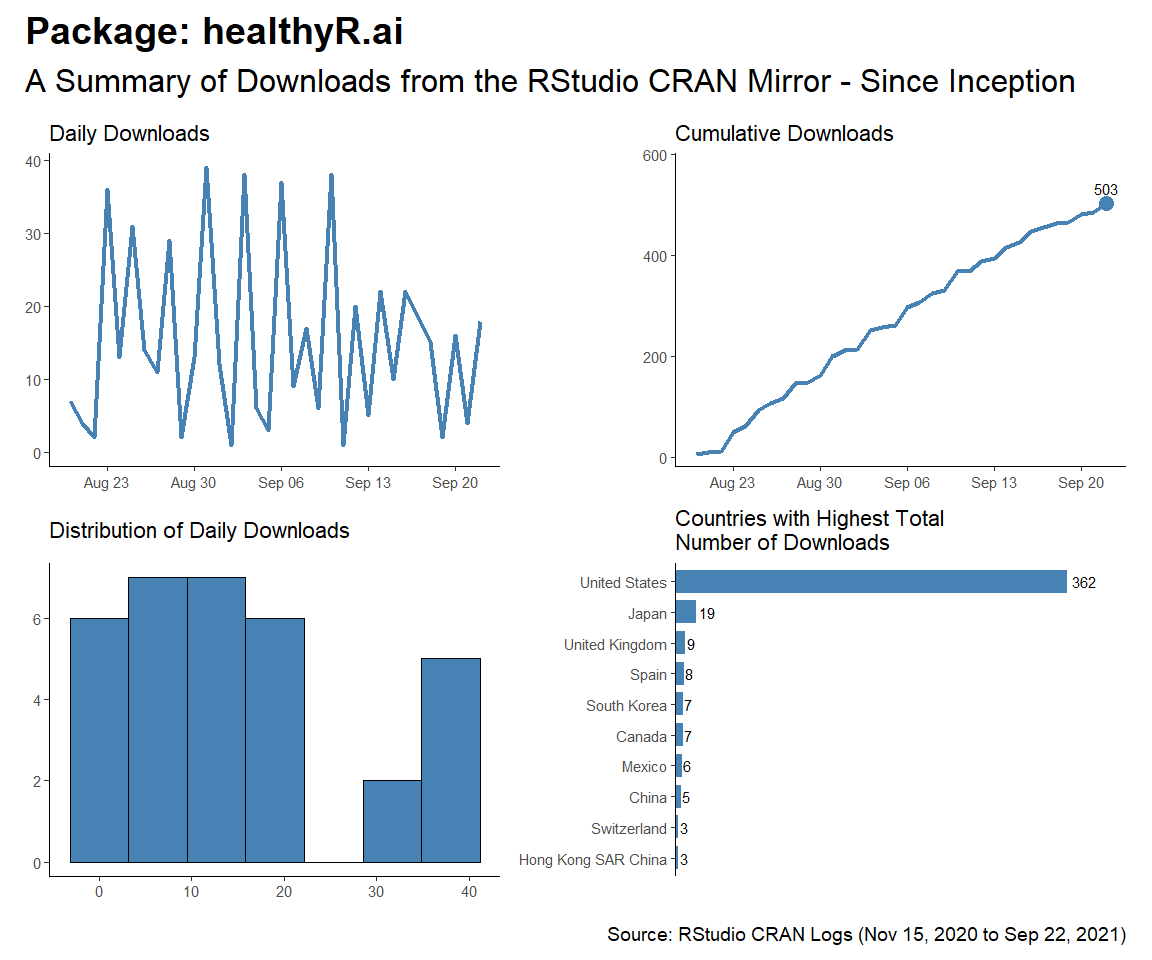 Package: healthyR.ai
A Summary of Downloads from the RStudio CRAN Mirror - Since Inception
Daily Downloads
40
30
20
10
0
Aug 23 Aug 30 Sep 06 Sep 13 Sep 20
Cumulative Downloads
600
400
200
0
503
Aug 23 Aug 30 Sep 06 Sep 13 Sep 20
Distribution of Daily Downloads
6
4
2
0
0 10 20 30 40
Countries with Highest Total
Number of Downloads
United States 362
Japan 19
United Kingdom 9
Spain 8
South Korea 7
Canada 7
Mexico 6
China 5
Switzerland 3
Hong Kong SAR China 3
Source: RStudio CRAN Logs (Nov 15, 2020 to Sep 22, 2021)